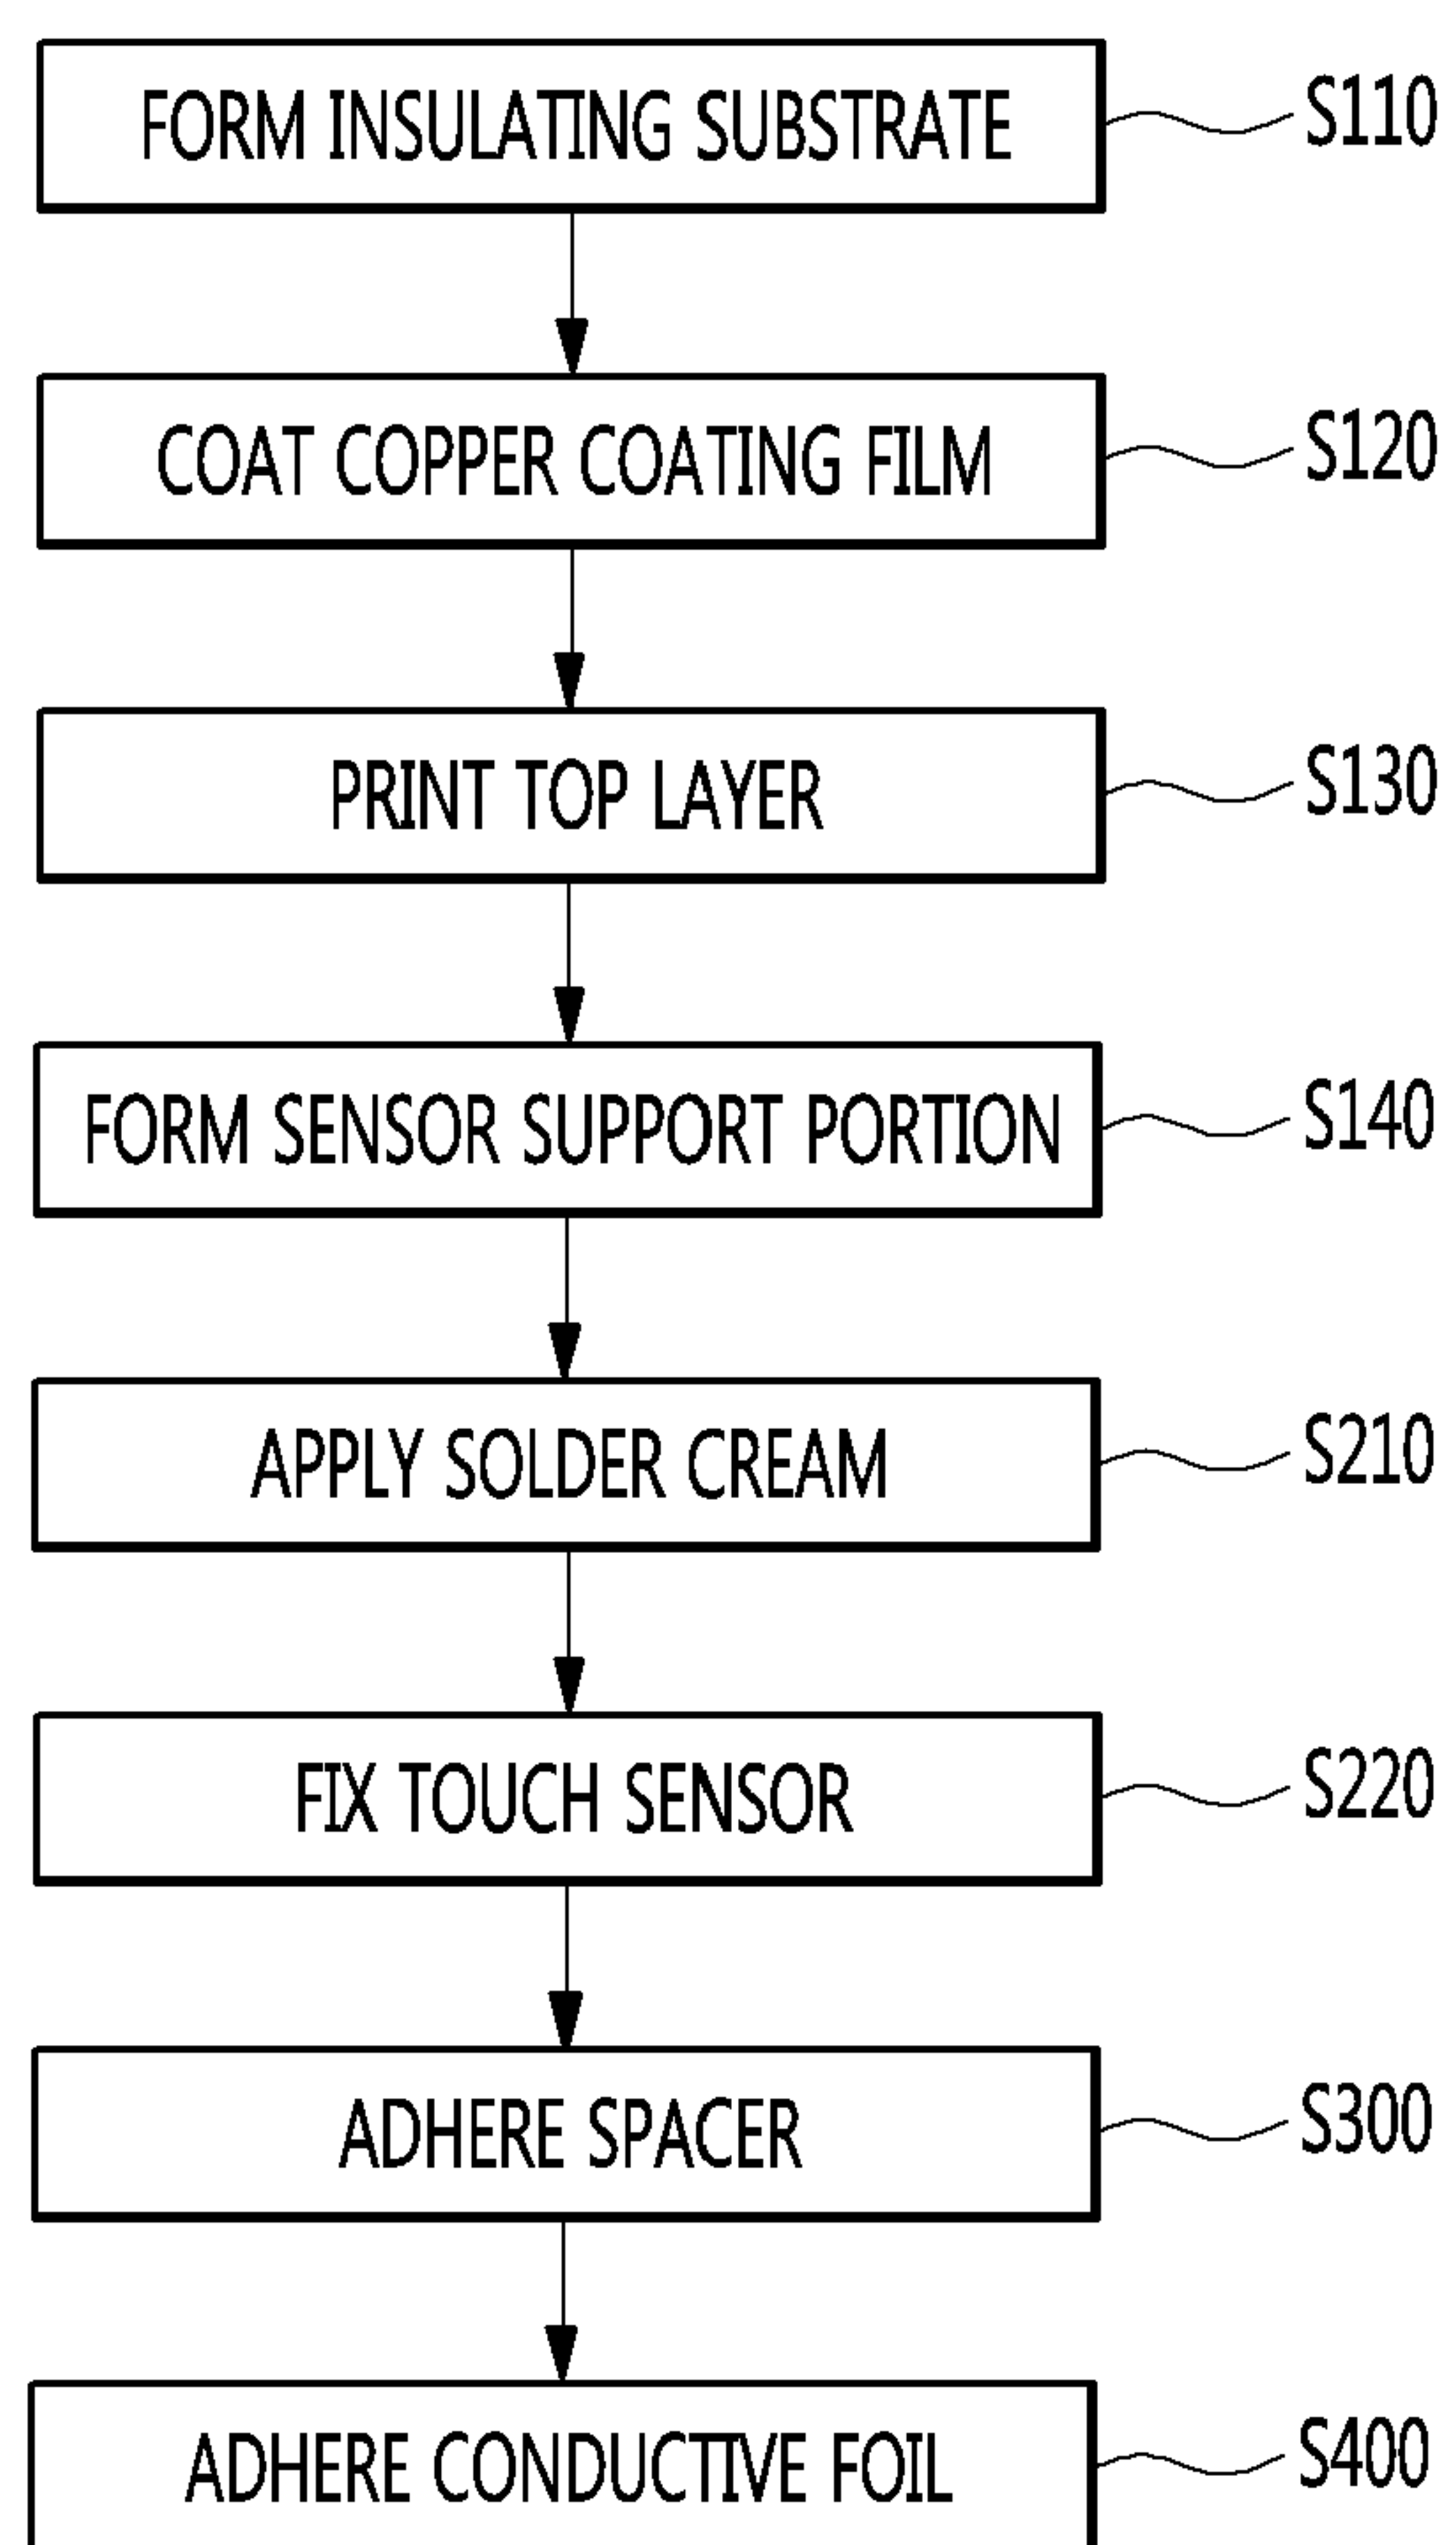 FORM INSULATING SUBSTRATE S110
COAT COPPER COATING FILM S120
PRINT TOP LAYER S130
FORM SENSOR SUPPORT PORTION S140
APPLY SOLDER CREAM S210
FIX TOUCH SENSOR S220
ADHERE SPACER S300
ADHERE CONDUCTIVE FOIL S400